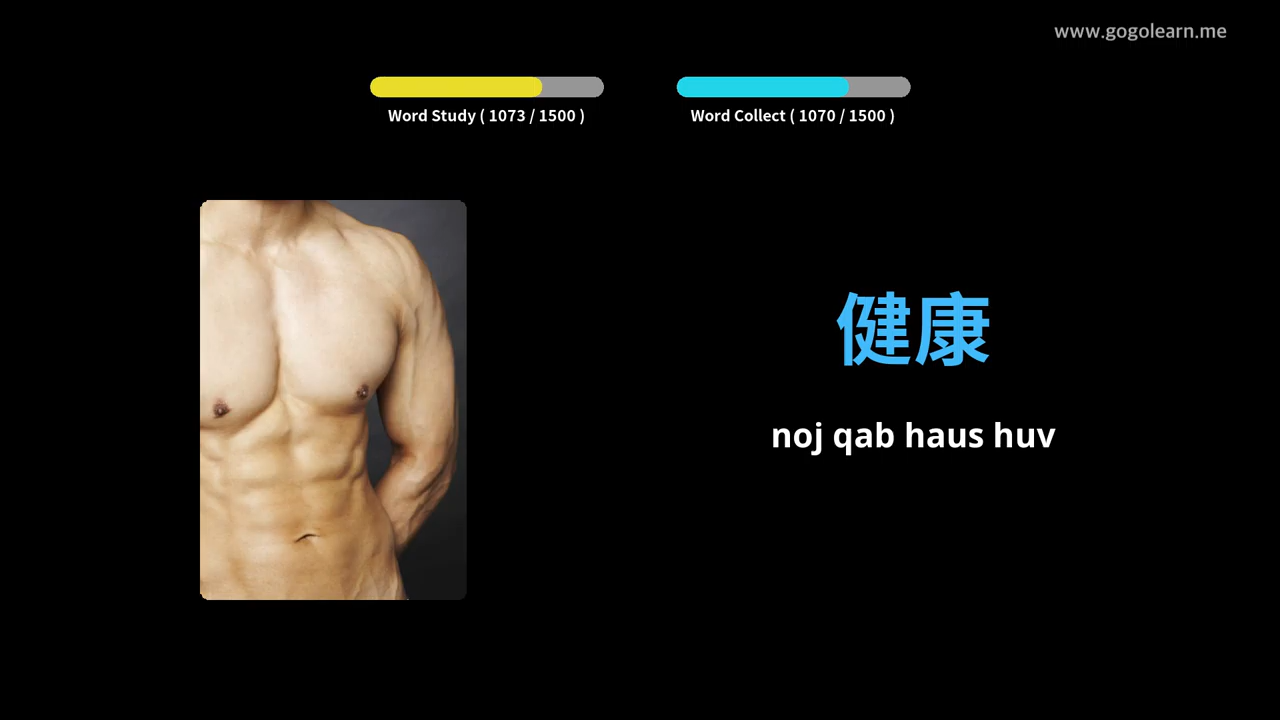 www.gogolearn.me
Word Study ( 1073 / 1500 )
Word Collect ( 1070 / 1500 )
健康
noj qab haus huv